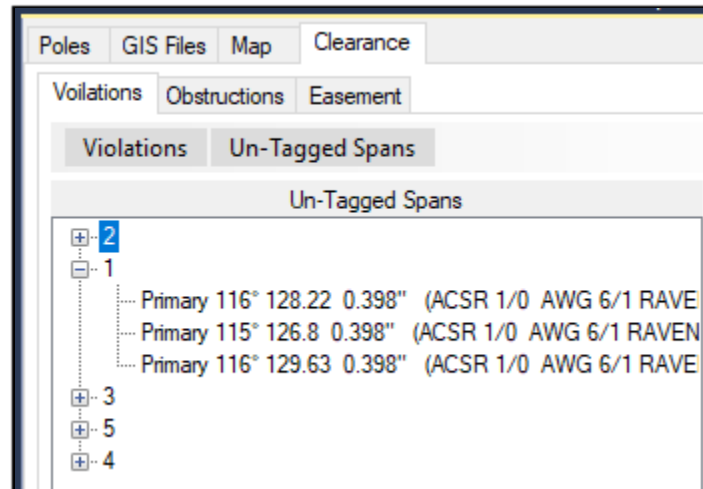 Poles GIS Files Map Clearance
Voilations Obstructions Easement
Violations Un-Tagged Spans
Un-Tagged Spans
2
1
Primary 116° 128.22 0.398" (ACSR 1/0 AWG 6/1 RAVE
Primary 115° 126.8 0.398" (ACSR 1/0 AWG 6/1 RAVEN
Primary 116° 129.63 0.398" (ACSR 1/0 AWG 6/1 RAVE
3
5
4